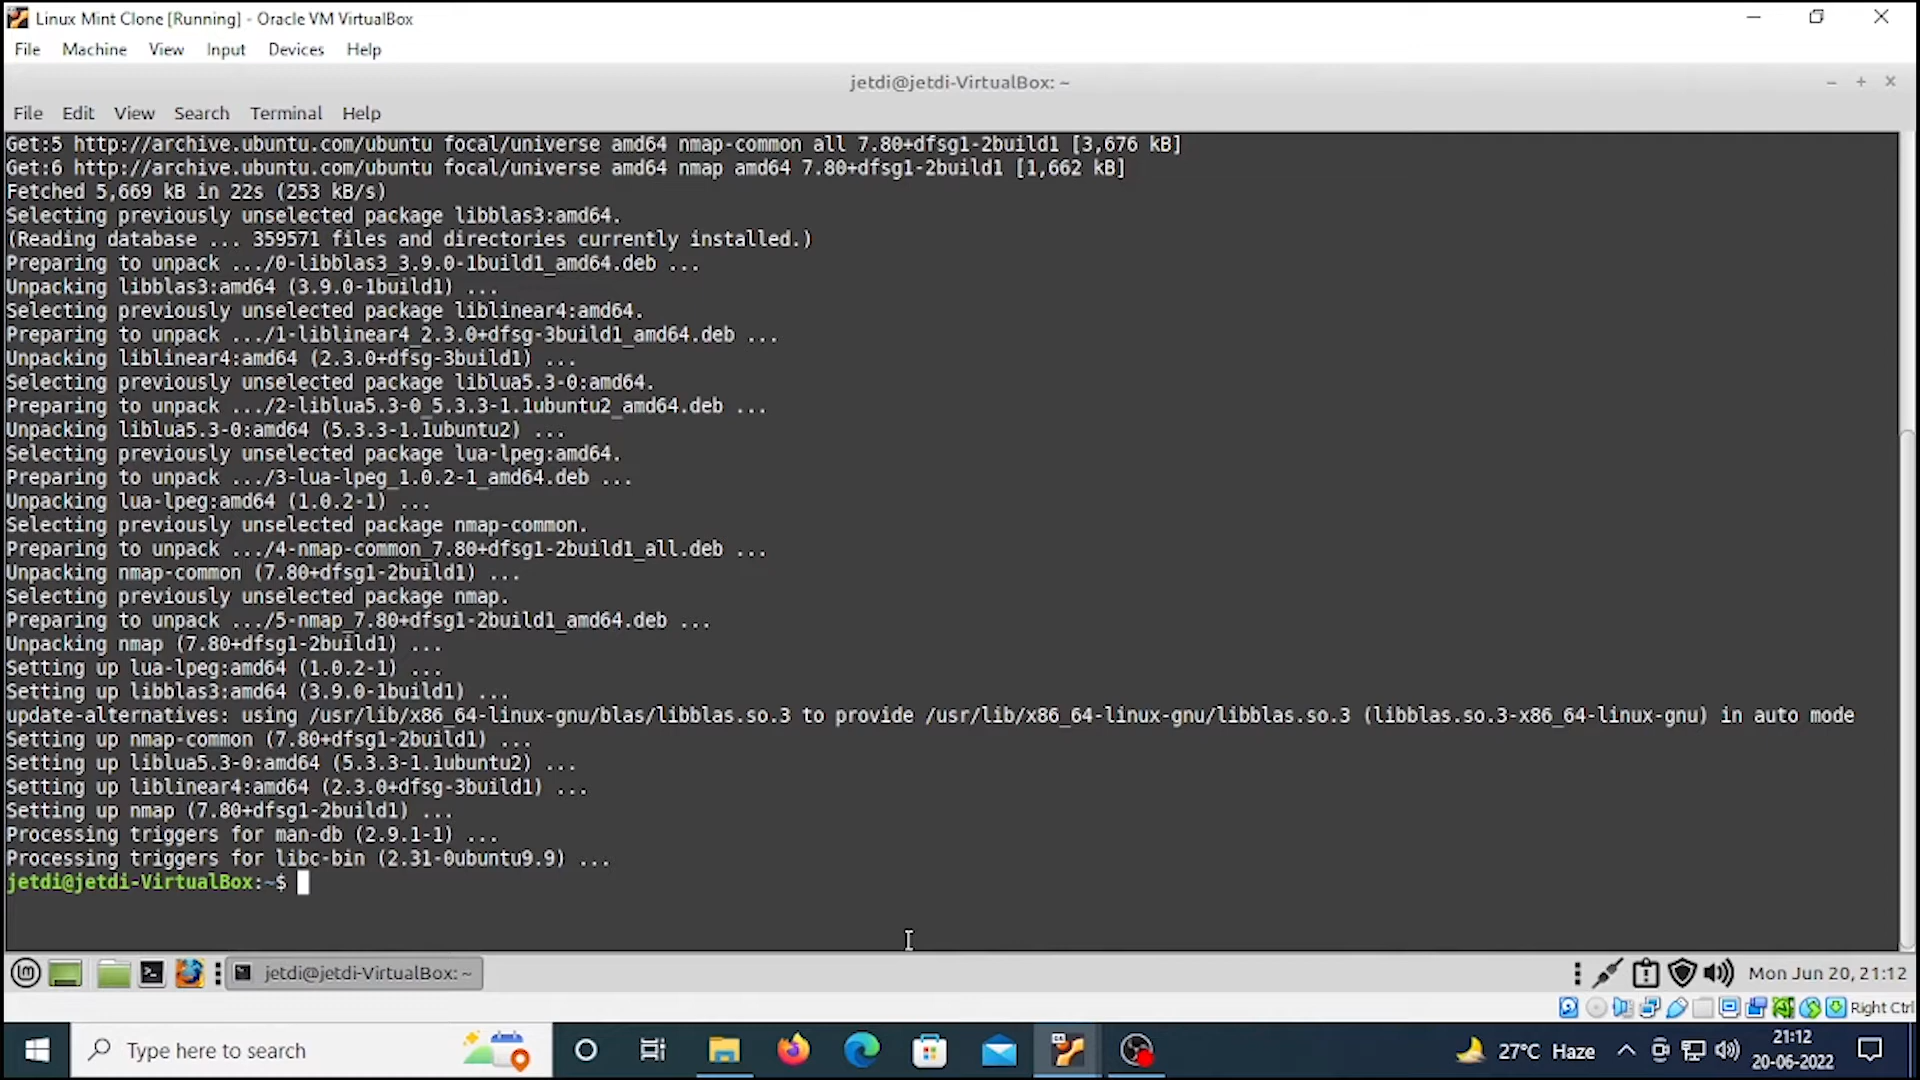 Linux Mint Clone [Running] - Oracle VM VirtualBox
File Machine View Input Devices Help
jetdi@jetdi-VirtualBox: ~
File Edit View Search Terminal Help
Get:5 http://archive.ubuntu.com/ubuntu focal/universe amd64 nmap-common all 7.80+dfsg1-2build1 [3,676 kB]
Get:6 http://archive.ubuntu.com/ubuntu focal/universe amd64 nmap amd64 7.80+dfsg1-2build1 [1,662 kB]
Fetched 5,669 kB in 22s (253 kB/s)
Selecting previously unselected package libblas3:amd64.
(Reading database ... 359571 files and directories currently installed.)
Preparing to unpack .../0-libblas3_3.9.0-1build1_amd64.deb ...
Unpacking libblas3:amd64 (3.9.0-1build1) ...
Selecting previously unselected package liblinear4:amd64.
Preparing to unpack .../1-liblinear4_2.3.0+dfsg-3build1_amd64.deb ...
Unpacking liblinear4:amd64 (2.3.0+dfsg-3build1) ...
Selecting previously unselected package liblua5.3-0:amd64.
Preparing to unpack .../2-liblua5.3-0_5.3.3-1.1ubuntu2_amd64.deb ...
Unpacking liblua5.3-0:amd64 (5.3.3-1.1ubuntu2) ...
Selecting previously unselected package lua-lpeg:amd64.
Preparing to unpack .../3-lua-lpeg_1.0.2-1_amd64.deb ...
Unpacking lua-lpeg:amd64 (1.0.2-1) ...
Selecting previously unselected package nmap-common.
Preparing to unpack .../4-nmap-common_7.80+dfsg1-2build1_all.deb ...
Unpacking nmap-common (7.80+dfsg1-2build1) ...
Selecting previously unselected package nmap.
Preparing to unpack .../5-nmap_7.80+dfsg1-2build1_amd64.deb ...
Unpacking nmap (7.80+dfsg1-2build1) ...
Setting up lua-lpeg:amd64 (1.0.2-1) ...
Setting up libblas3:amd64 (3.9.0-1build1) ...
update-alternatives: using /usr/lib/x86_64-linux-gnu/blas/libblas.so.3 to provide /usr/lib/x86_64-linux-gnu/libblas.so.3 (libblas.so.3-x86_64-linux-gnu) in auto mode
Setting up nmap-common (7.80+dfsg1-2build1) ...
Setting up liblua5.3-0:amd64 (5.3.3-1.1ubuntu2) ...
Setting up liblinear4:amd64 (2.3.0+dfsg-3build1) ...
Setting up nmap (7.80+dfsg1-2build1) ...
Processing triggers for man-db (2.9.1-1) ...
Processing triggers for libc-bin (2.31-0ubuntu9.9) ...
jetdi@jetdi-VirtualBox:~$
jetdi@jetdi-VirtualBox: ~
Mon Jun 20, 21:12
Right Ctrl
Type here to search
27°C Haze
21:12
20-06-2022